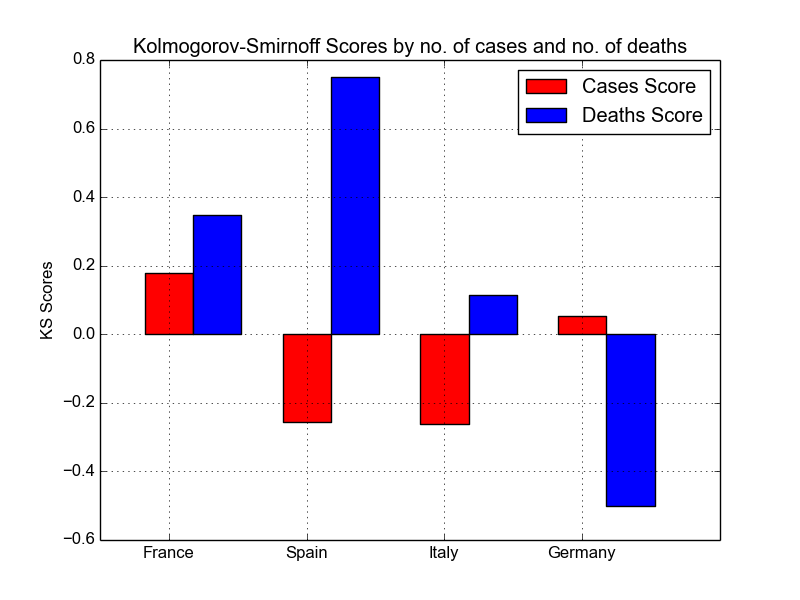 Kolmogorov-Smirnoff Scores by no. of cases and no. of deaths
Cases Score
Deaths Score
KS Scores
0.8
0.6
0.4
0.2
0.0
−0.2
−0.4
−0.6
France Spain Italy Germany